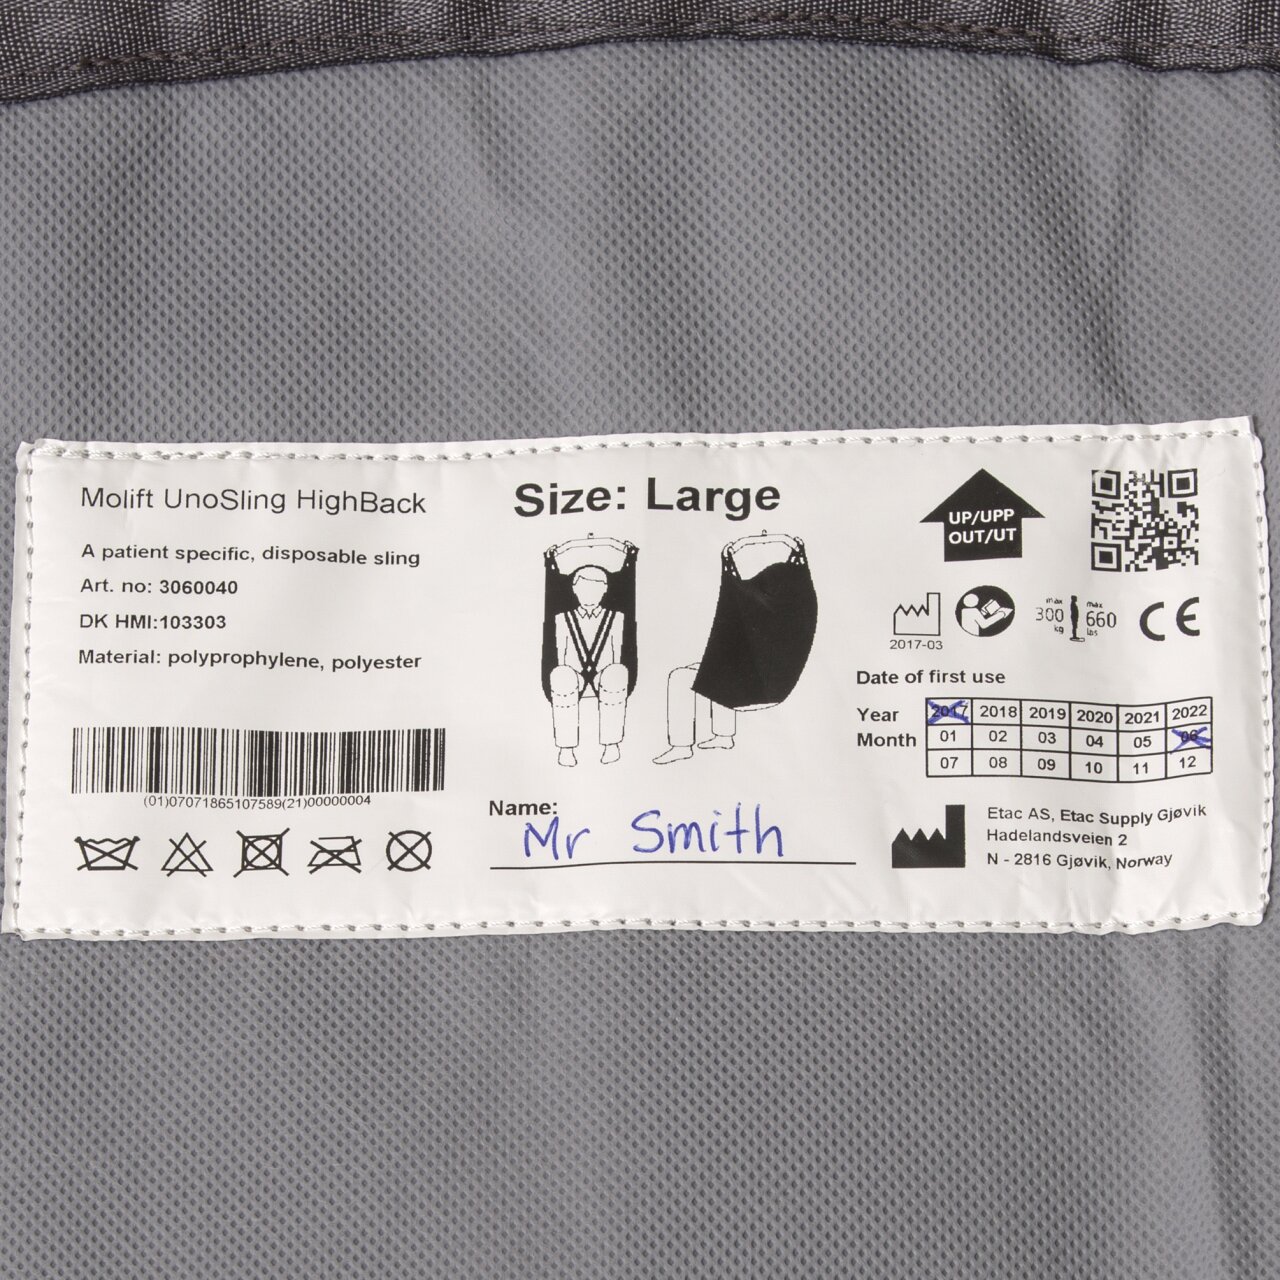 Molift UnoSling HighBack
A patient specific, disposable sling
Art. no: 3060040
DK HMI:103303
Material: polyprophylene, polyester
(01)07071865107589(21)00000004
Size: Large
Name:
Mr Smith
UP/UPP
OUT/UT
2017-03
max 300 kg
max 660 lbs
CE
Date of first use
Year 2017 2018 2019 2020 2021 2022
Month 01 02 03 04 05 06
07 08 09 10 11 12
Etac AS, Etac Supply Gjøvik
Hadelandsveien 2
N - 2816 Gjøvik, Norway